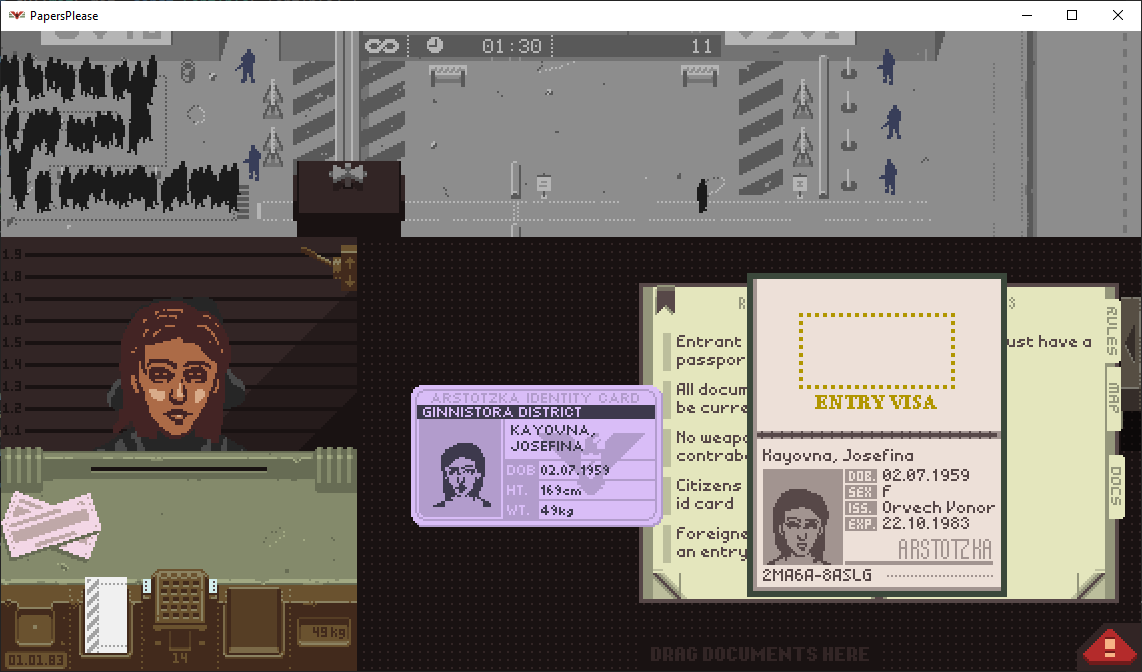 PapersPlease
01:30
11
1.9
1.8
1.7
1.6
1.5
1.4
1.3
1.2
1.1
ARSTOTZKA IDENTITY CARD
GINNISTORA DISTRICT
KAYOVNA,
JOSEFINA
DOB 02.07.1959
HT. 169cm
WT. 49kg
Entrant
ust have a
passpor
All docum
be curre
No weapo
contrab
Citizens
id card
Foreigne
an entry
RULES
MAP
DOCS
ENTRY VISA
Kayovna, Josefina
DOB. 02.07.1959
SEX F
ISS. Orvech Vonor
EXP. 22.10.1983
ARSTOTZKA
2MA6A-8ASLG
01.01.83
14
49kg
DRAG DOCUMENTS HERE